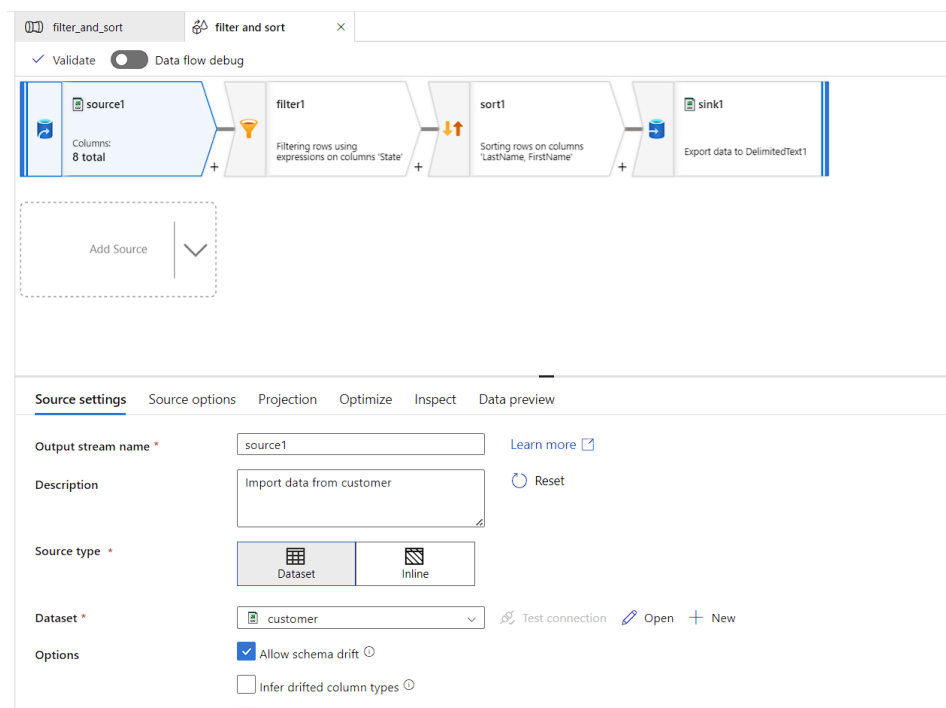 filter_and_sort
filter and sort
Validate
Data flow debug
source1
Columns:
8 total
+
filter1
Filtering rows using
expressions on columns 'State'
+
sort1
Sorting rows on columns
'LastName, FirstName'
+
sink1
Export data to DelimitedText1
Add Source
Source settings
Source options
Projection
Optimize
Inspect
Data preview
Output stream name *
source1
Learn more
Description
Import data from customer
Reset
Source type *
Dataset
Inline
Dataset *
customer
Test connection
Open
New
Options
Allow schema drift
Infer drifted column types